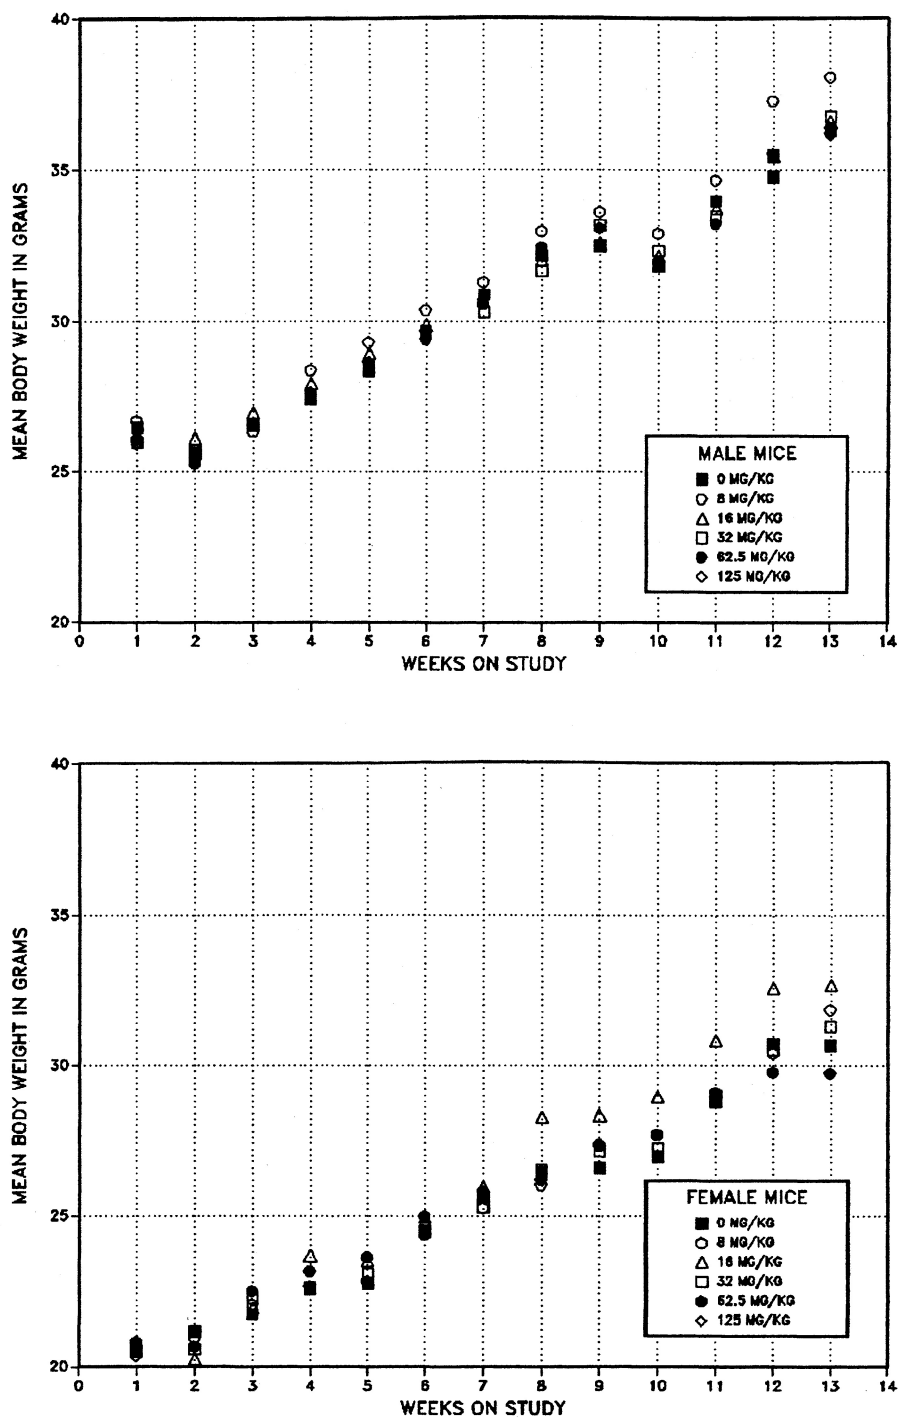 40
35
30
25
20
MEAN BODY WEIGHT IN GRAMS
MALE MICE
0 MG/KG
8 MG/KG
16 MG/KG
32 MG/KG
62.5 MG/KG
125 MG/KG
0 1 2 3 4 5 6 7 8 9 10 11 12 13 14
WEEKS ON STUDY
40
35
30
25
20
MEAN BODY WEIGHT IN GRAMS
FEMALE MICE
0 MG/KG
8 MG/KG
16 MG/KG
32 MG/KG
62.5 MG/KG
125 MG/KG
0 1 2 3 4 5 6 7 8 9 10 11 12 13 14
WEEKS ON STUDY